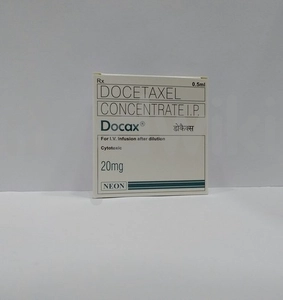 Rx 0.5ml
DOCETAXEL
CONCENTRATE I.P.
Docax® डोकॅक्स
For I.V. infusion after dilution
Cytotoxic
20mg
NEON